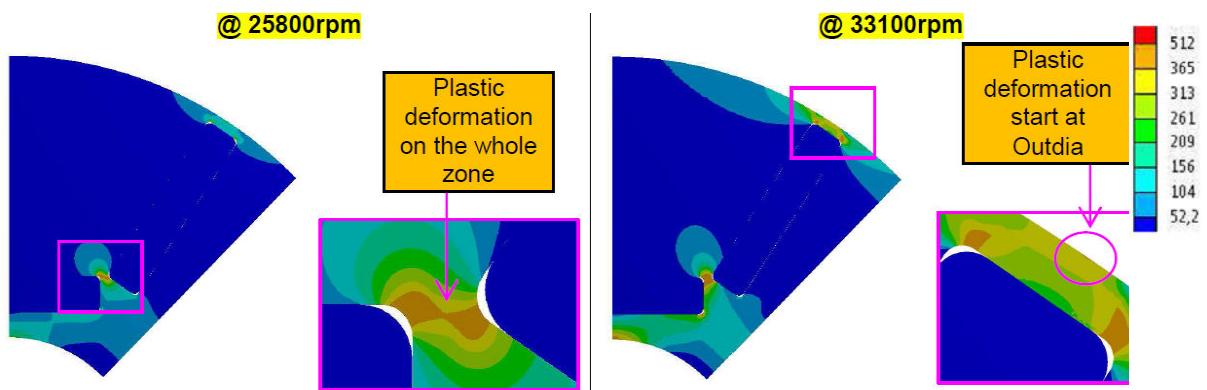 @ 25800rpm
Plastic
deformation
on the whole
zone
@ 33100rpm
Plastic
deformation
start at
Outdia
512
365
313
261
209
156
104
52,2